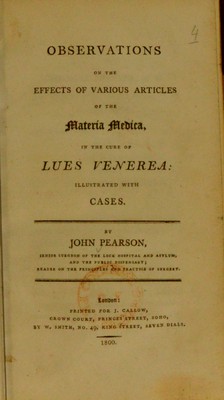 4
OBSERVATIONS
ON THE
EFFECTS OF VARIOUS ARTICLES
OF THE
Materia Medica,
IN THE CURE OF
LUES VENEREA:
ILLUSTRATED WITH
CASES.
BY
JOHN PEARSON,
SENIOR SURGEON OF THE LOCK HOSPITAL AND ASYLUM,
AND THE PUBLIC DISPENSARY;
READER ON THE PRINCIPLES AND PRACTICE OF SURGERY.
London:
PRINTED FOR J. CALLOW,
CROWN COURT, PRINCES STREET, SOHO,
BY W. SMITH, NO. 49, KING STREET, SEVEN DIALS.
1800.